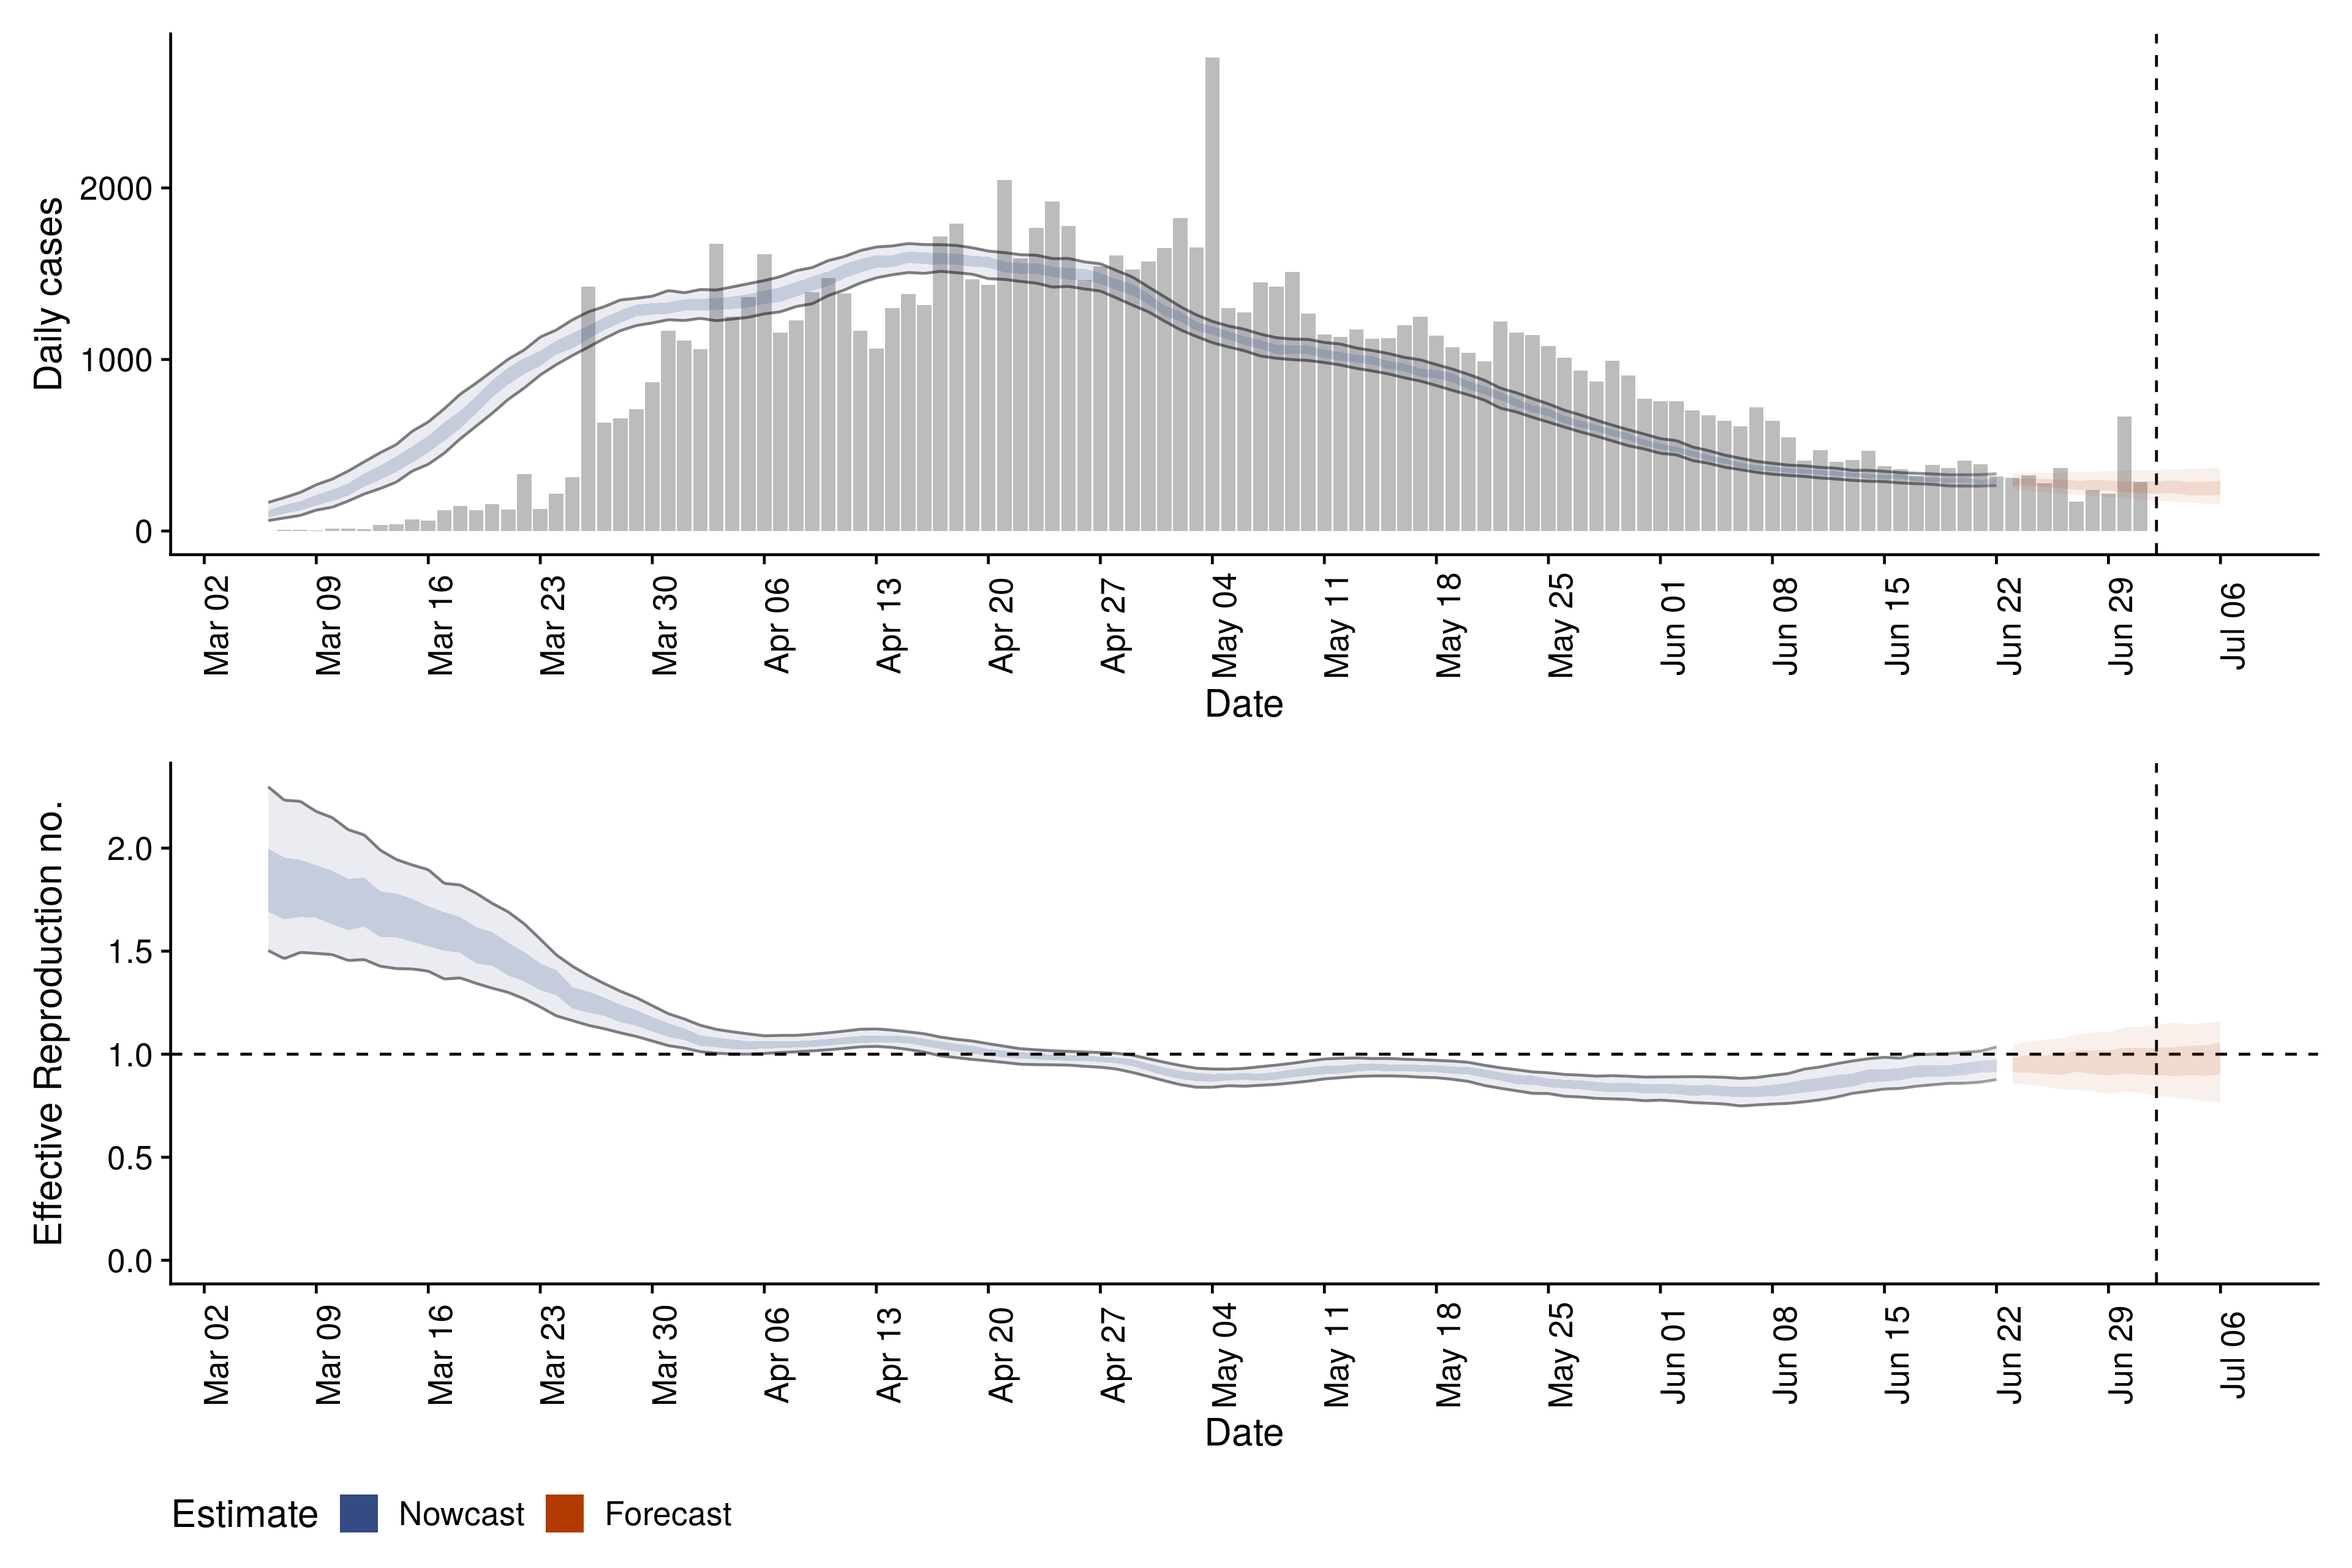 Daily cases
2000
1000
0
Mar 02
Mar 09
Mar 16
Mar 23
Mar 30
Apr 06
Apr 13
Apr 20
Apr 27
May 04
May 11
May 18
May 25
Jun 01
Jun 08
Jun 15
Jun 22
Jun 29
Jul 06
Date
Effective Reproduction no.
2.0
1.5
1.0
0.5
0.0
Mar 02
Mar 09
Mar 16
Mar 23
Mar 30
Apr 06
Apr 13
Apr 20
Apr 27
May 04
May 11
May 18
May 25
Jun 01
Jun 08
Jun 15
Jun 22
Jun 29
Jul 06
Date
Estimate Nowcast Forecast